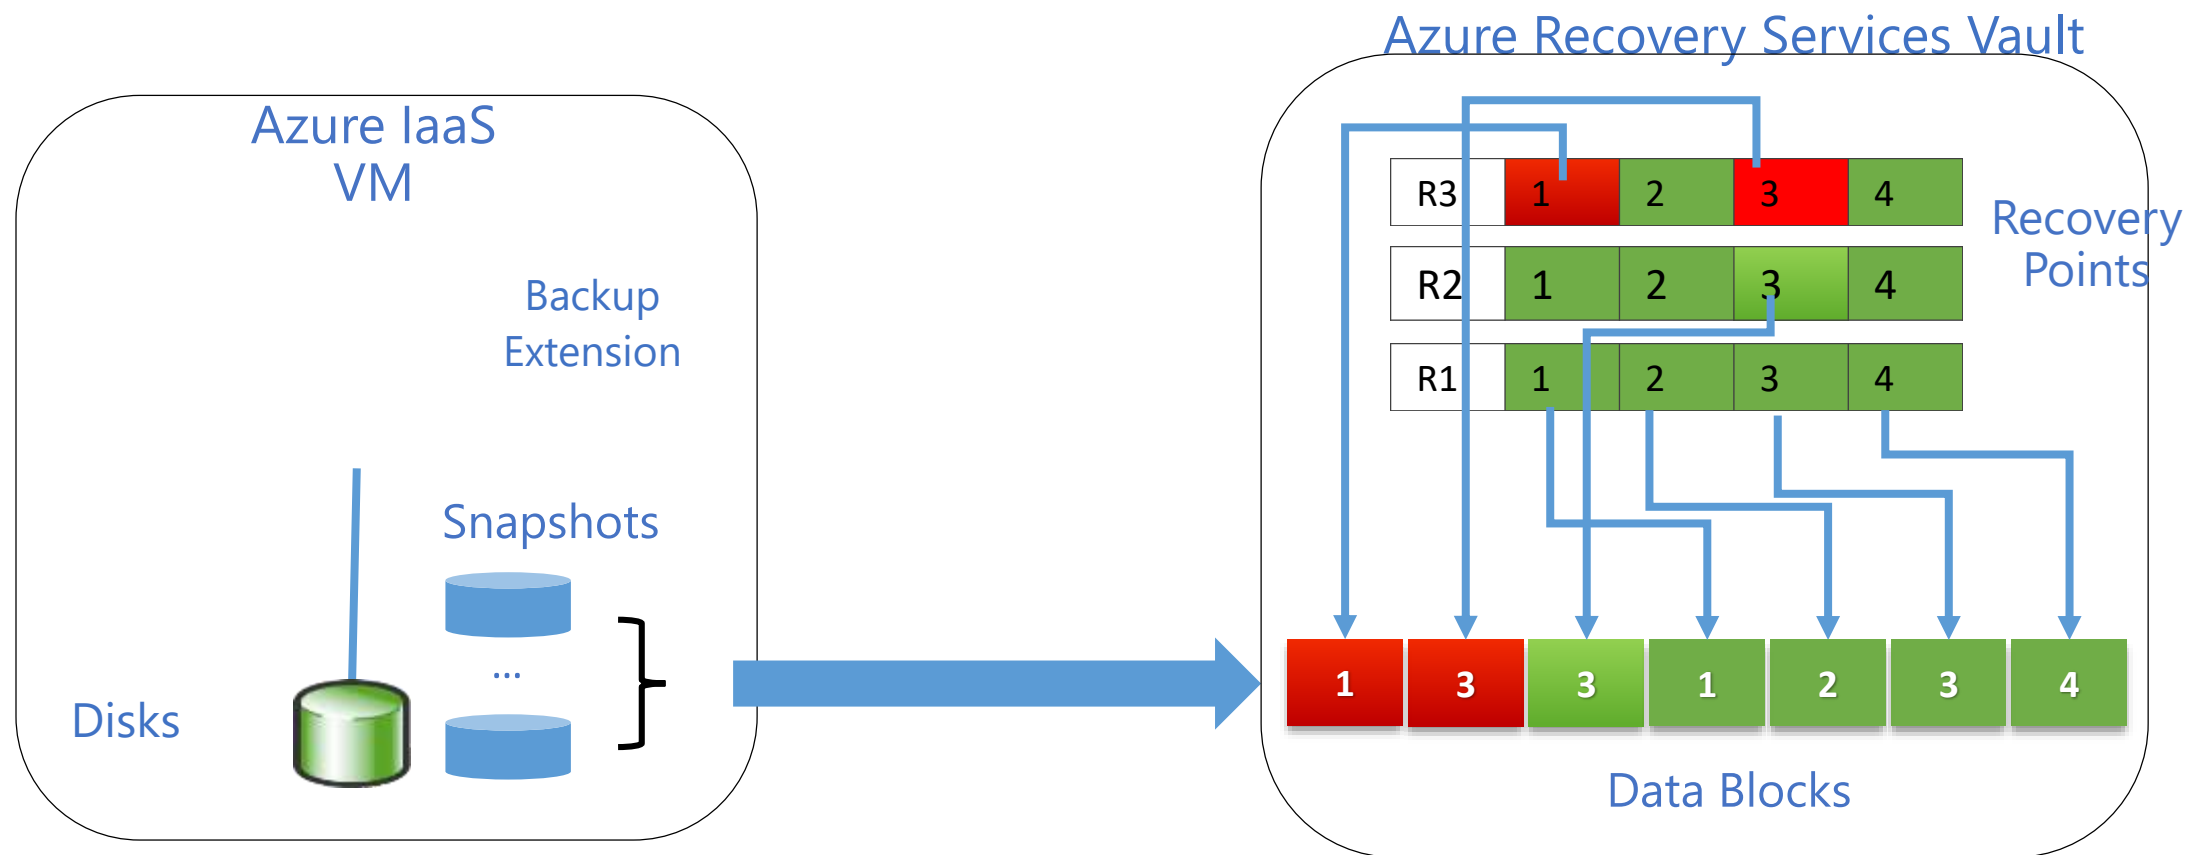 Azure Recovery Services Vault
Azure IaaS
VM
Backup
Extension
Snapshots
...
Disks
R3 1 2 3 4
R2 1 2 3 4
R1 1 2 3 4
Recovery
Points
1 3 3 1 2 3 4
Data Blocks